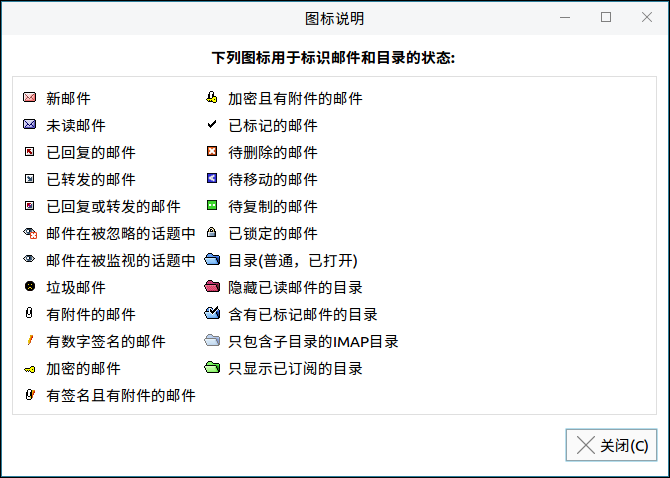 图标说明
下列图标用于标识邮件和目录的状态:
新邮件
未读邮件
已回复的邮件
已转发的邮件
已回复或转发的邮件
邮件在被忽略的话题中
邮件在被监视的话题中
垃圾邮件
有附件的邮件
有数字签名的邮件
加密的邮件
有签名且有附件的邮件
加密且有附件的邮件
已标记的邮件
待删除的邮件
待移动的邮件
待复制的邮件
已锁定的邮件
目录(普通，已打开)
隐藏已读邮件的目录
含有已标记邮件的目录
只包含子目录的IMAP目录
只显示已订阅的目录
关闭(C)